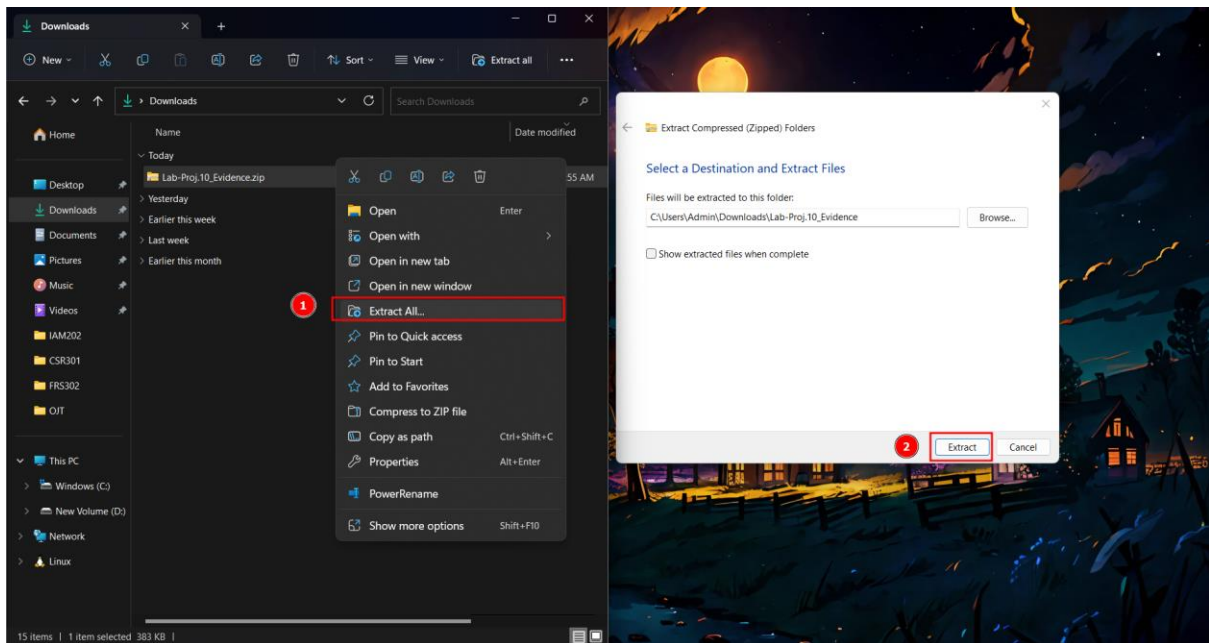 Downloads
New
Sort
View
Extract all
Downloads
Search Downloads
Home
Desktop
Downloads
Documents
Pictures
Music
Videos
IAM202
CSR301
FRS302
OJT
This PC
Windows (C:)
New Volume (D:)
Network
Linux
Name
Date modified
Today
Lab-Proj.10_Evidence.zip
55 AM
Yesterday
Earlier this week
Last week
Earlier this month
Open Enter
Open with
Open in new tab
Open in new window
1
Extract All...
Pin to Quick access
Pin to Start
Add to Favorites
Compress to ZIP file
Copy as path Ctrl+Shift+C
Properties Alt+Enter
PowerRename
Show more options Shift+F10
15 items | 1 item selected 383 KB |
Extract Compressed (Zipped) Folders
Select a Destination and Extract Files
Files will be extracted to this folder:
C:\Users\Admin\Downloads\Lab-Proj.10_Evidence
Browse...
Show extracted files when complete
2
Extract
Cancel